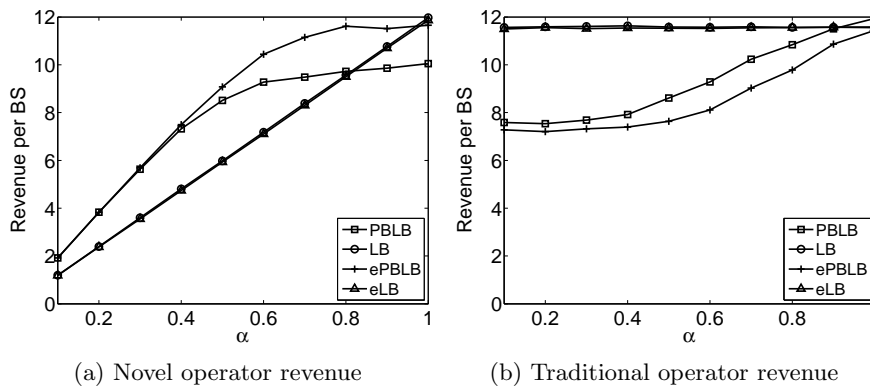 12
10
8
6
4
2
0
Revenue per BS
0.2
0.4
0.6
0.8
1
α
PBLB
LB
ePBLB
eLB
(a) Novel operator revenue
12
10
8
6
4
2
0
Revenue per BS
0.2
0.4
0.6
0.8
α
PBLB
LB
ePBLB
eLB
(b) Traditional operator revenue